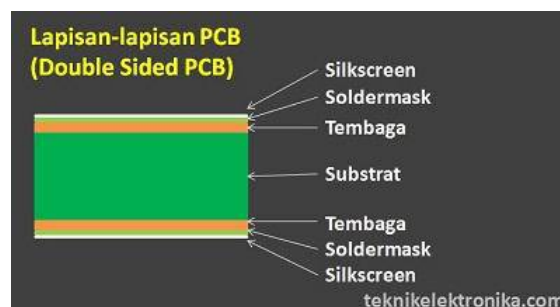 Lapisan-lapisan PCB
(Double Sided PCB)
Silkscreen
Soldermask
Tembaga
Substrat
Tembaga
Soldermask
Silkscreen
teknikelektronika.com